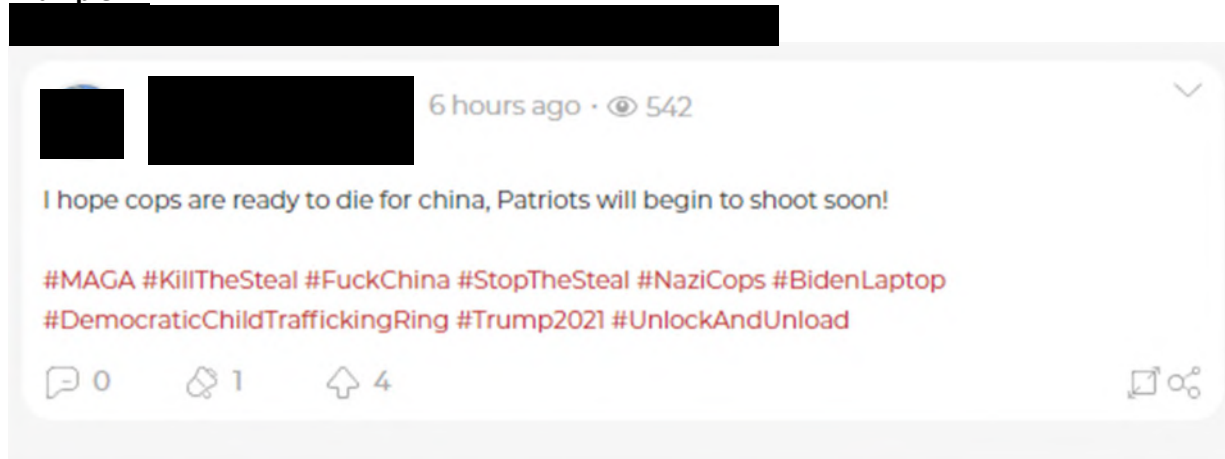 6 hours ago · 542
I hope cops are ready to die for china, Patriots will begin to shoot soon!
#MAGA #KillTheSteal #FuckChina #StopTheSteal #NaziCops #BidenLaptop
#DemocraticChildTraffickingRing #Trump2021 #UnlockAndUnload
0 1 4